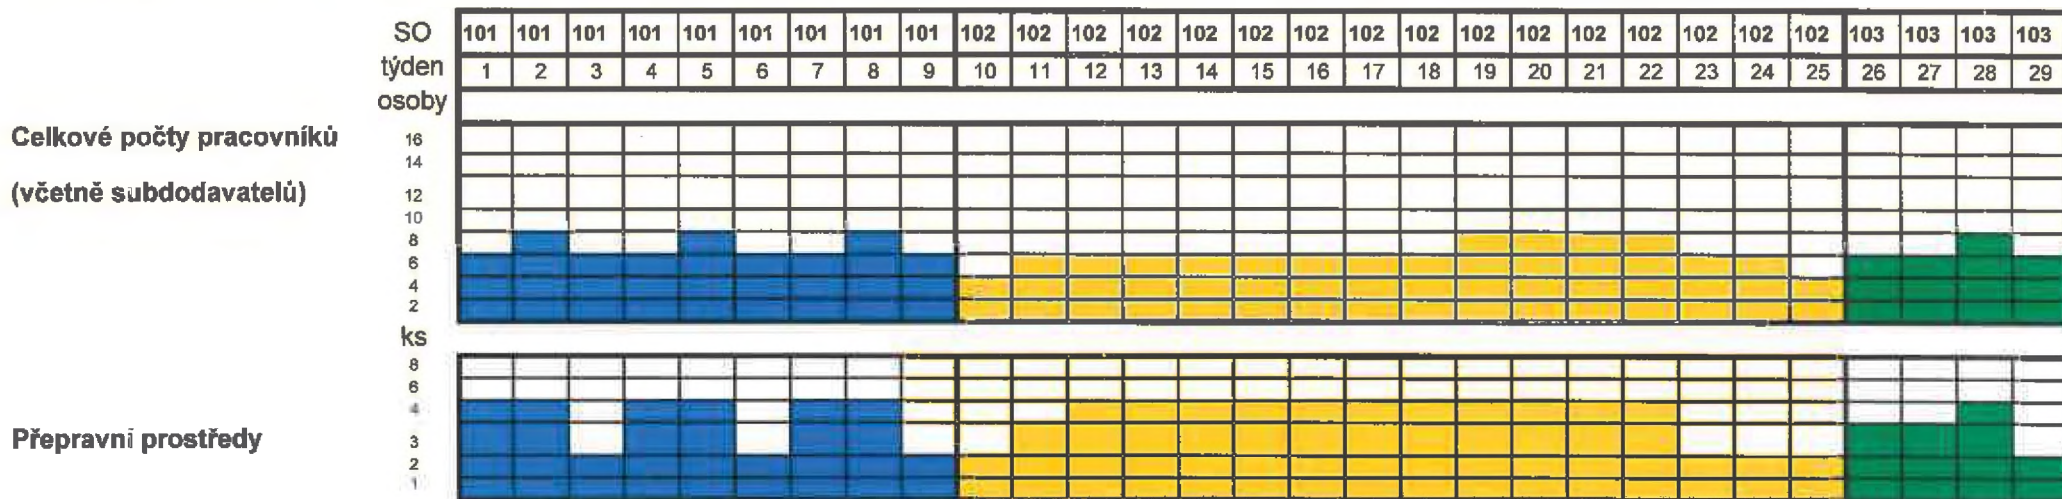 SO 101 101 101 101 101 101 101 101 101 102 102 102 102 102 102 102 102 102 102 102 102 102 102 102 102 103 103 103 103
týden 1 2 3 4 5 6 7 8 9 10 11 12 13 14 15 16 17 18 19 20 21 22 23 24 25 26 27 28 29
osoby
Celkové počty pracovníků
(včetně subdodavatelů)
16
14
12
10
8
6
4
2
ks
8
6
4
Přepravní prostředy
3
2
1